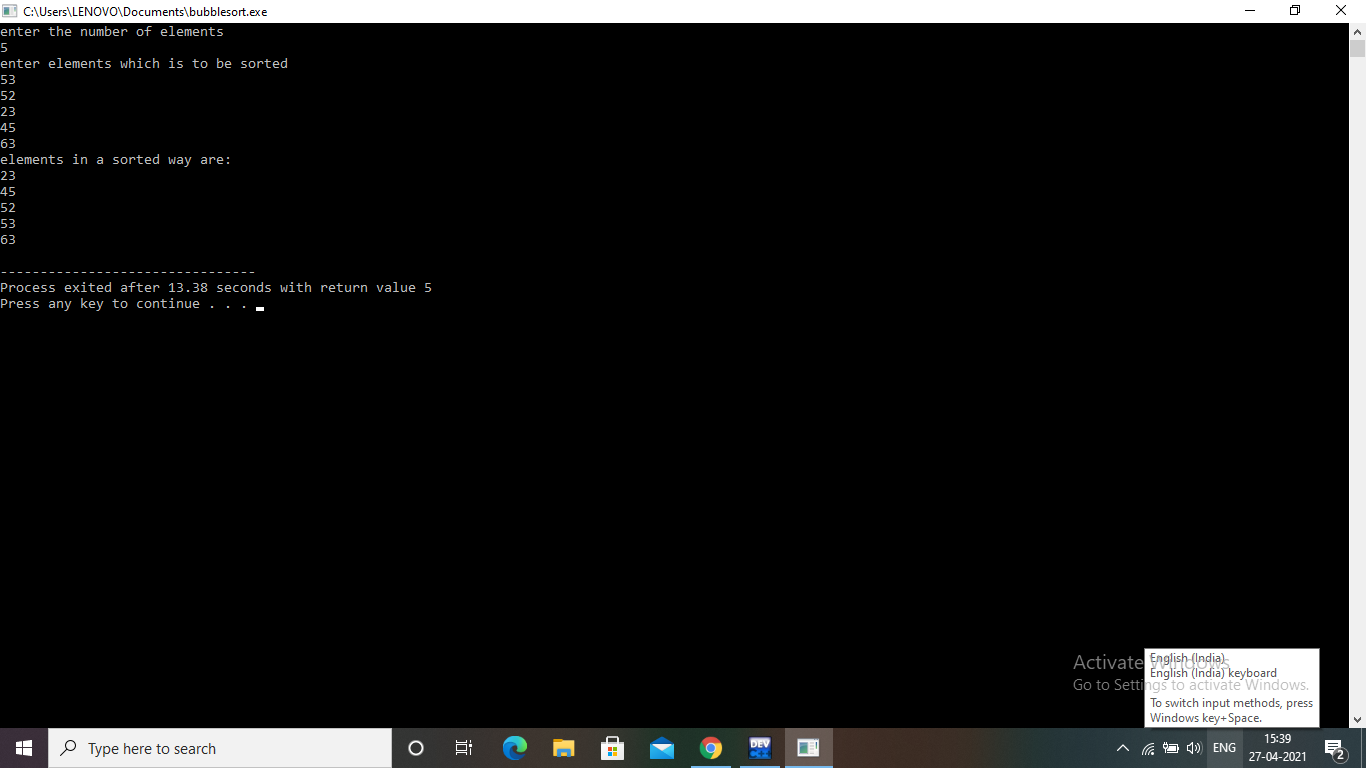 C:\Users\LENOVO\Documents\bubblesort.exe
enter the number of elements
5
enter elements which is to be sorted
53
52
23
45
63
elements in a sorted way are:
23
45
52
53
63
--------------------------------
Process exited after 13.38 seconds with return value 5
Press any key to continue . . .
Activate Windows
Go to Settings to activate Windows.
English (India)
English (India) keyboard
To switch input methods, press
Windows key+Space.
Type here to search
DEV
ENG
15:39
27-04-2021
2